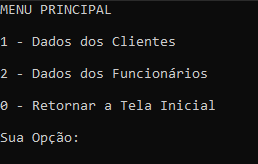 MENU PRINCIPAL
1 - Dados dos Clientes
2 - Dados dos Funcionários
0 - Retornar a Tela Inicial
Sua Opção: